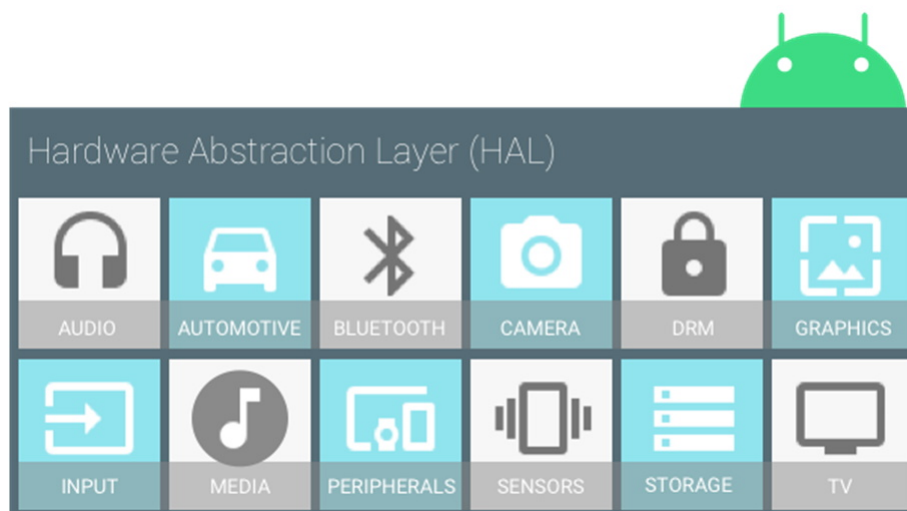 Hardware Abstraction Layer (HAL)
AUDIO AUTOMOTIVE BLUETOOTH CAMERA DRM GRAPHICS
INPUT MEDIA PERIPHERALS SENSORS STORAGE TV